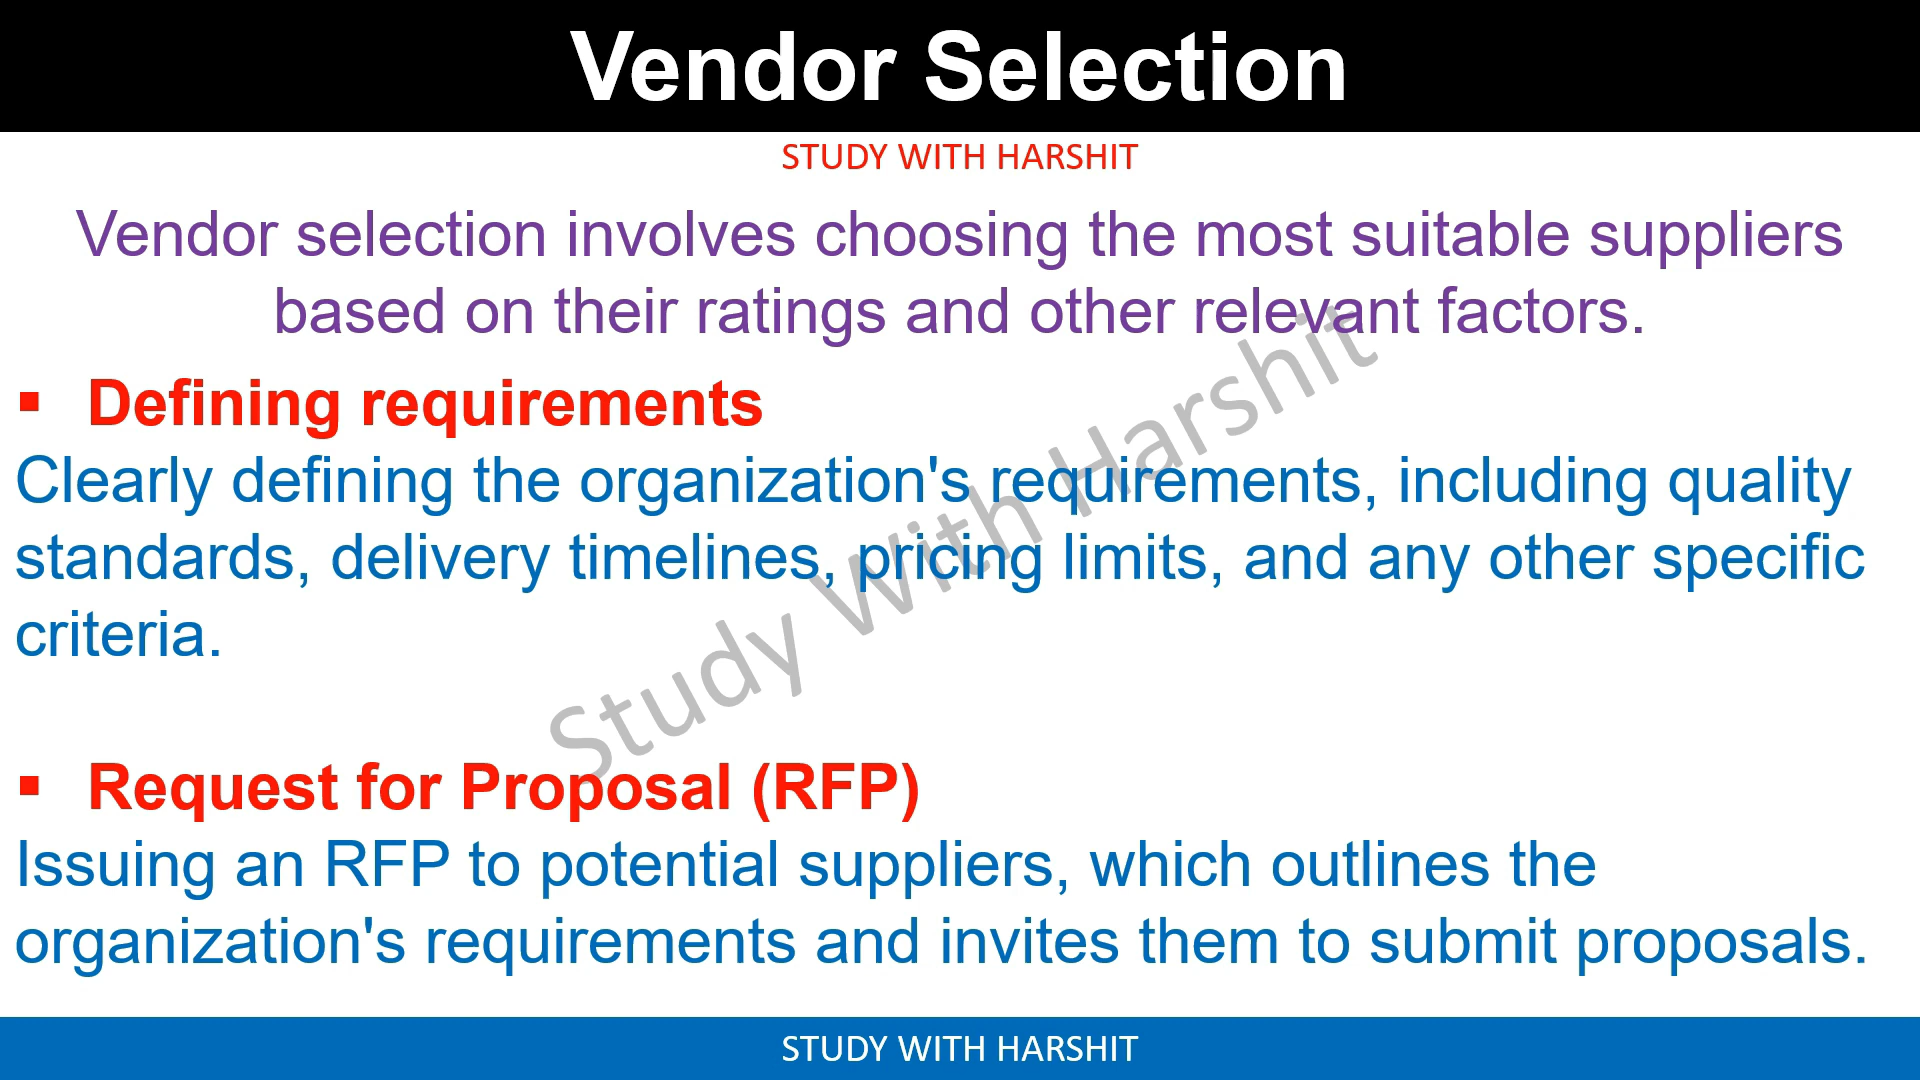 Vendor Selection
STUDY WITH HARSHIT
Vendor selection involves choosing the most suitable suppliers
based on their ratings and other relevant factors.
▪ Defining requirements
Clearly defining the organization's requirements, including quality
standards, delivery timelines, pricing limits, and any other specific
criteria.
▪ Request for Proposal (RFP)
Issuing an RFP to potential suppliers, which outlines the
organization's requirements and invites them to submit proposals.
Study With Harshit
STUDY WITH HARSHIT